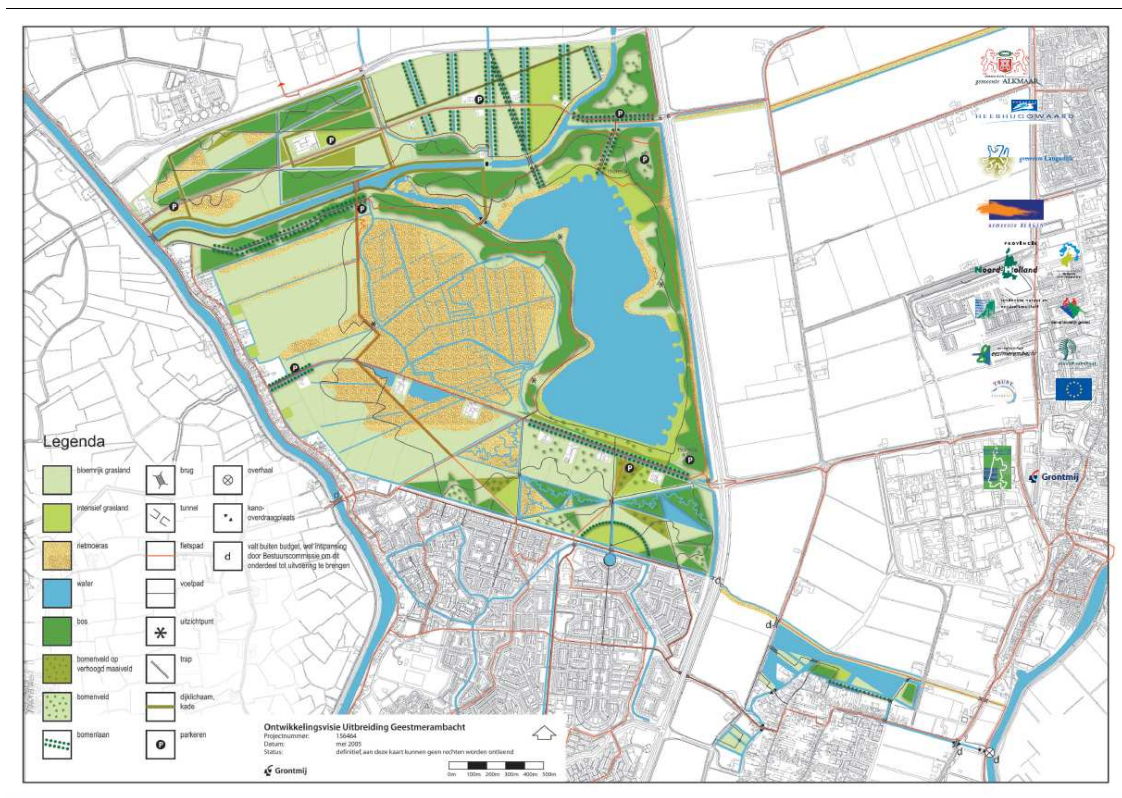 gemeente ALKMAAR
HEERHUGOWAARD
gemeente Langedijk
GEMEENTE BERGEN
PROVINCIE
Noord-Holland
Grontmij
Legenda
bloemrijk grasland
intensief grasland
rietmoeras
water
bos
bomenveld op
verhoogd maaiveld
bomenveld
bomenlaan
brug
tunnel
fietspad
voetpad
uitzichtpunt
trap
dijklichaam,
kade
P
parkeren
overhaal
kano-
overdraagplaats
d
valt buiten budget, wel inspanning
door Bestuurscommissie om dit
onderdeel tot uitvoering te brengen
P
P
P
P
P
P
P
P
P
d
d
d
d
Ontwikkelingsvisie Uitbreiding Geestmerambacht
Projectnummer: 156464
Datum: mei 2005
Status: definitief, aan deze kaart kunnen geen rechten worden ontleend
Grontmij
0m 100m 200m 300m 400m 500m